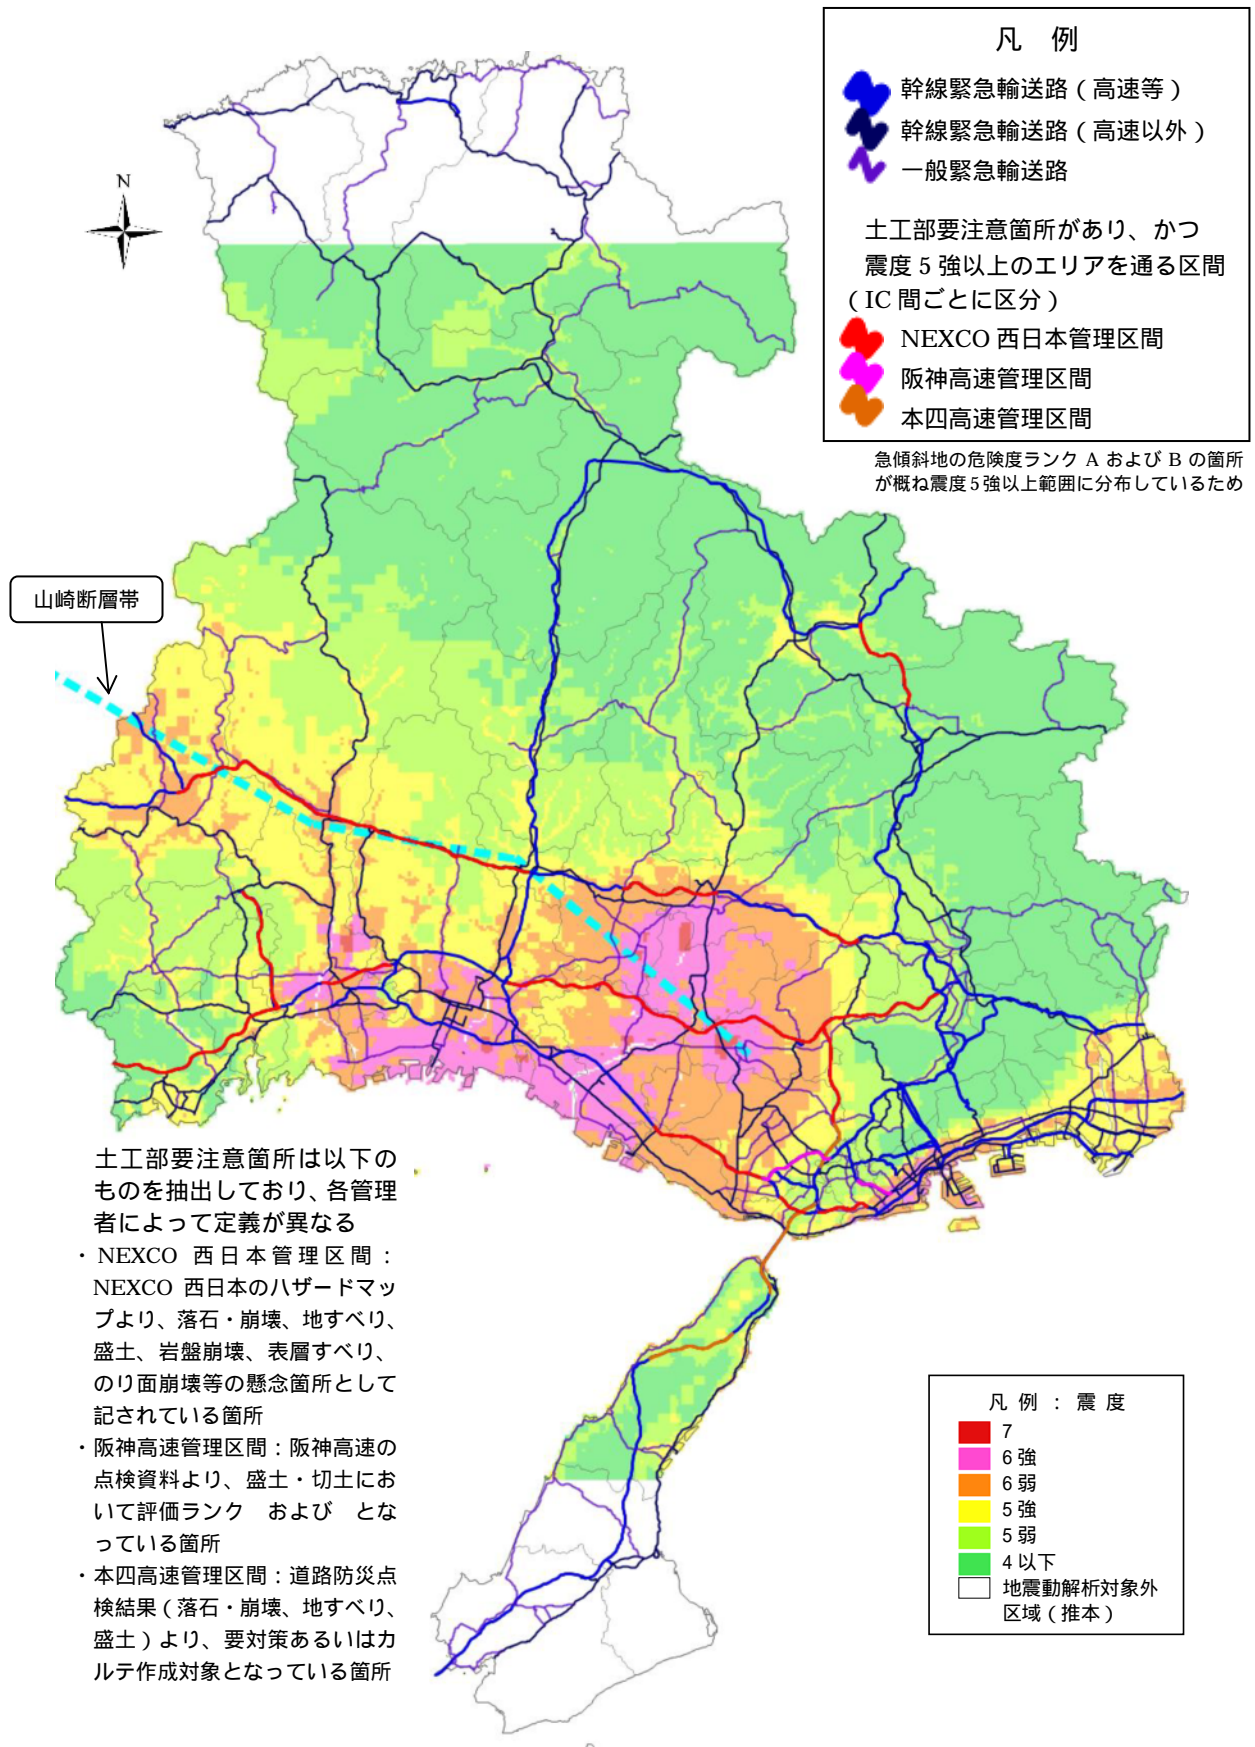 凡 例
幹線緊急輸送路（高速等）
幹線緊急輸送路（高速以外）
一般緊急輸送路
土工部要注意箇所があり、かつ
震度 5 強以上のエリアを通る区間
（IC 間ごとに区分）
NEXCO 西日本管理区間
阪神高速管理区間
本四高速管理区間
急傾斜地の危険度ランク A および B の箇所
が概ね震度5強以上範囲に分布しているため
N
山崎断層帯
土工部要注意箇所は以下の
ものを抽出しており、各管理
者によって定義が異なる
・NEXCO 西日本管理区間：
NEXCO 西日本のハザードマッ
プより、落石・崩壊、地すべり、
盛土、岩盤崩壊、表層すべり、
のり面崩壊等の懸念箇所として
記されている箇所
・阪神高速管理区間：阪神高速の
点検資料より、盛土・切土にお
いて評価ランク　および　とな
っている箇所
・本四高速管理区間：道路防災点
検結果（落石・崩壊、地すべり、
盛土）より、要対策あるいはカ
ルテ作成対象となっている箇所
凡 例 ： 震 度
7
6 強
6 弱
5 強
5 弱
4 以下
地震動解析対象外
区域（推本）